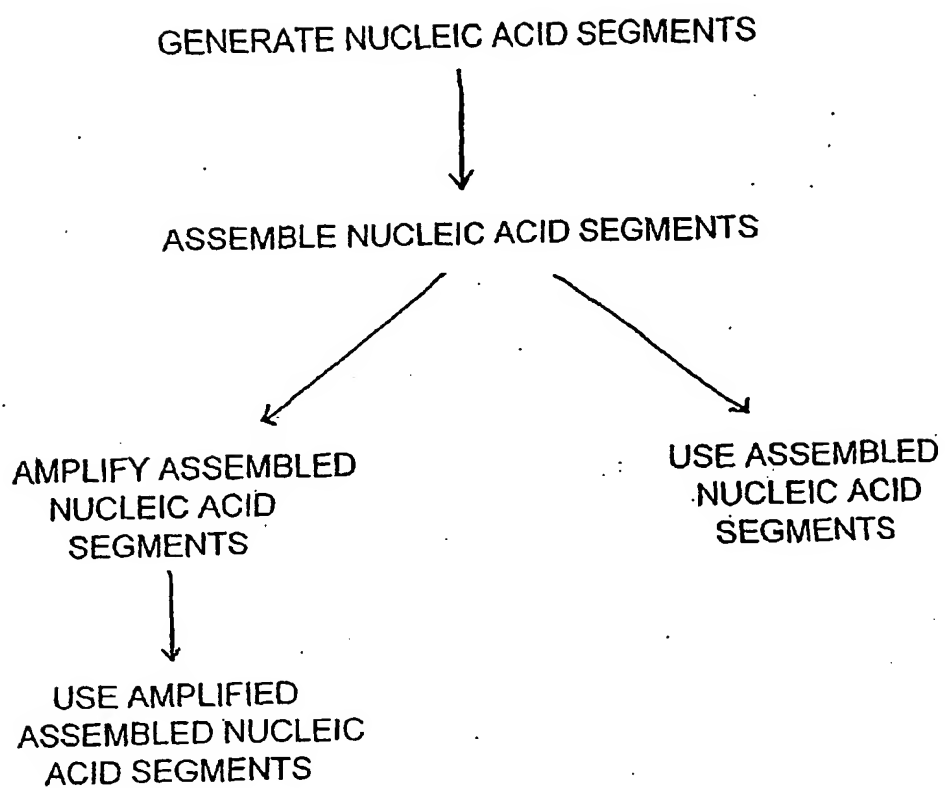 GENERATE NUCLEIC ACID SEGMENTS
ASSEMBLE NUCLEIC ACID SEGMENTS
AMPLIFY ASSEMBLED
NUCLEIC ACID
SEGMENTS
USE ASSEMBLED
NUCLEIC ACID
SEGMENTS
USE AMPLIFIED
ASSEMBLED NUCLEIC
ACID SEGMENTS